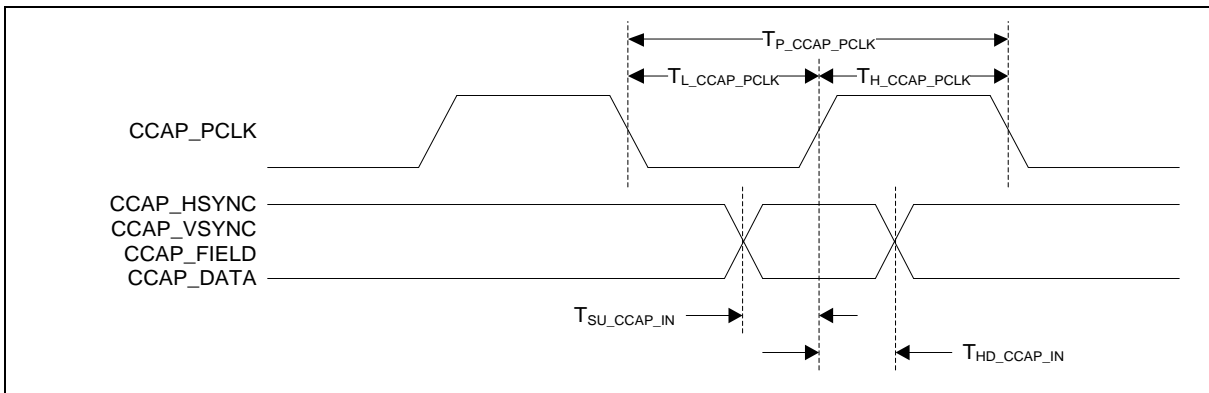 T_P_CCAP_PCLK
T_L_CCAP_PCLK T_H_CCAP_PCLK
CCAP_PCLK
CCAP_HSYNC
CCAP_VSYNC
CCAP_FIELD
CCAP_DATA
T_SU_CCAP_IN
T_HD_CCAP_IN